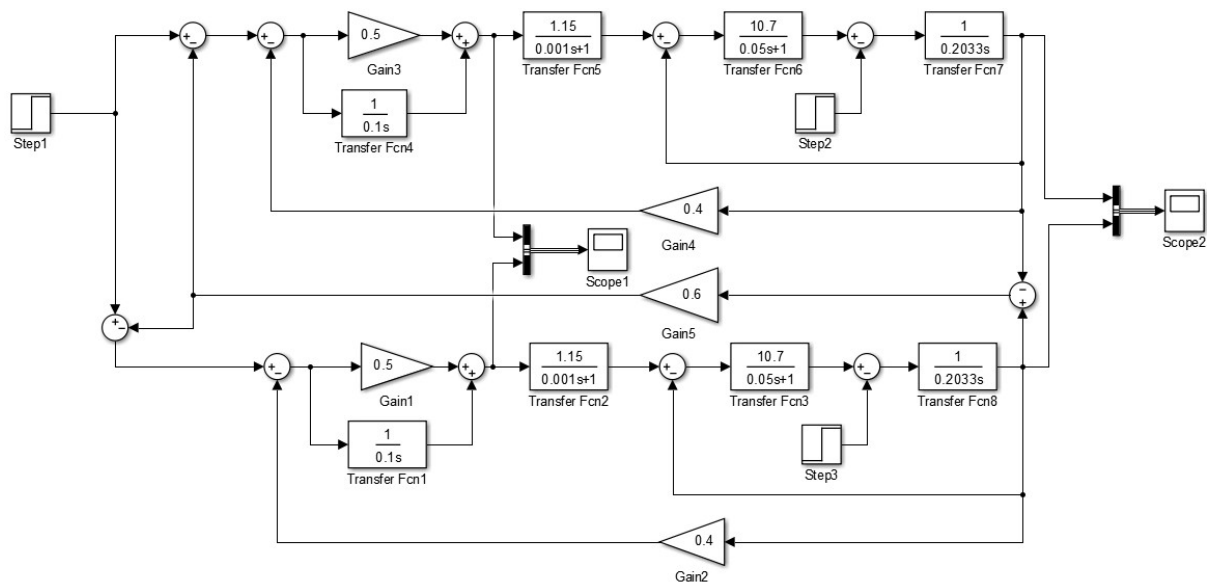 0.5
Gain3
1
0.1s
Transfer Fcn4
1.15
0.001s+1
Transfer Fcn5
10.7
0.05s+1
Transfer Fcn6
1
0.2033s
Transfer Fcn7
Step1
Step2
0.4
Gain4
Scope1
Scope2
0.6
Gain5
0.5
Gain1
1
0.1s
Transfer Fcn1
1.15
0.001s+1
Transfer Fcn2
10.7
0.05s+1
Transfer Fcn3
1
0.2033s
Transfer Fcn8
Step3
0.4
Gain2